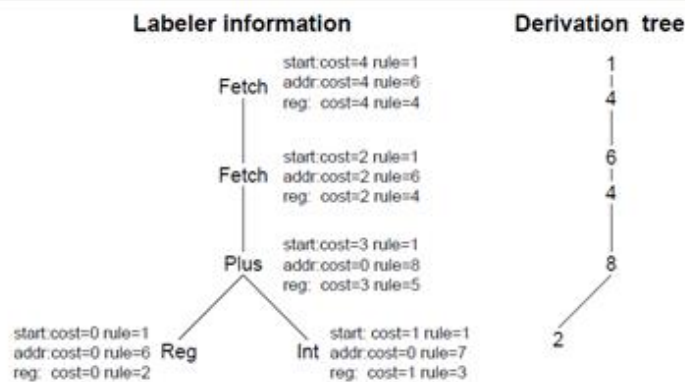 Labeler information
Derivation tree
Fetch
start:cost=4 rule=1
addr:cost=4 rule=6
reg: cost=4 rule=4
1
4
Fetch
start:cost=2 rule=1
addr:cost=2 rule=6
reg: cost=2 rule=4
6
4
Plus
start:cost=3 rule=1
addr:cost=0 rule=8
reg: cost=3 rule=5
8
start:cost=0 rule=1
addr:cost=0 rule=6
reg: cost=0 rule=2
Reg
Int
start: cost=1 rule=1
addr:cost=0 rule=7
reg: cost=1 rule=3
2